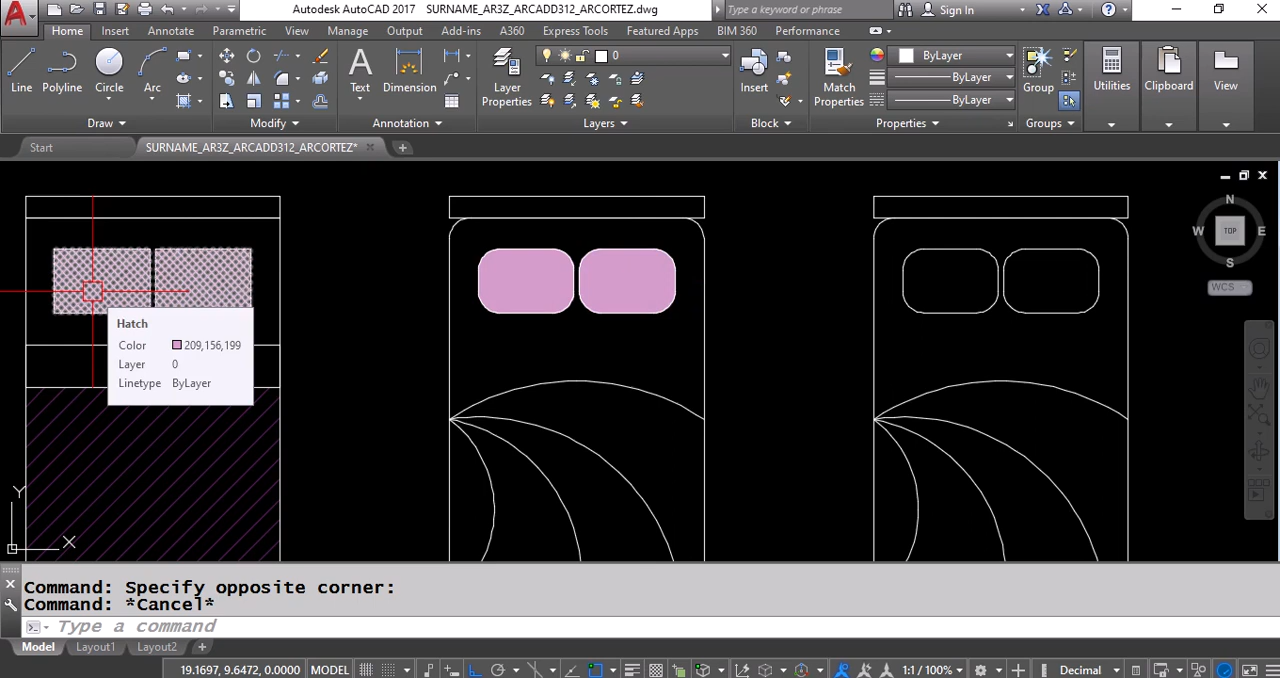 Autodesk AutoCAD 2017 SURNAME_AR3Z_ARCADD312_ARCORTEZ.dwg
Type a keyword or phrase
Sign In
Home Insert Annotate Parametric View Manage Output Add-ins A360 Express Tools Featured Apps BIM 360 Performance
0
ByLayer
ByLayer
ByLayer
Line Polyline Circle Arc Text Dimension Layer Properties Insert Match Properties Group Utilities Clipboard View
Draw Modify Annotation Layers Block Properties Groups
Start SURNAME_AR3Z_ARCADD312_ARCORTEZ*
N
W TOP E
S
WCS
Hatch
Color 209,156,199
Layer 0
Linetype ByLayer
Y
X
Command: Specify opposite corner:
Command: *Cancel*
Type a command
Model Layout1 Layout2
19.1697, 9.6472, 0.0000 MODEL 1:1 / 100% Decimal